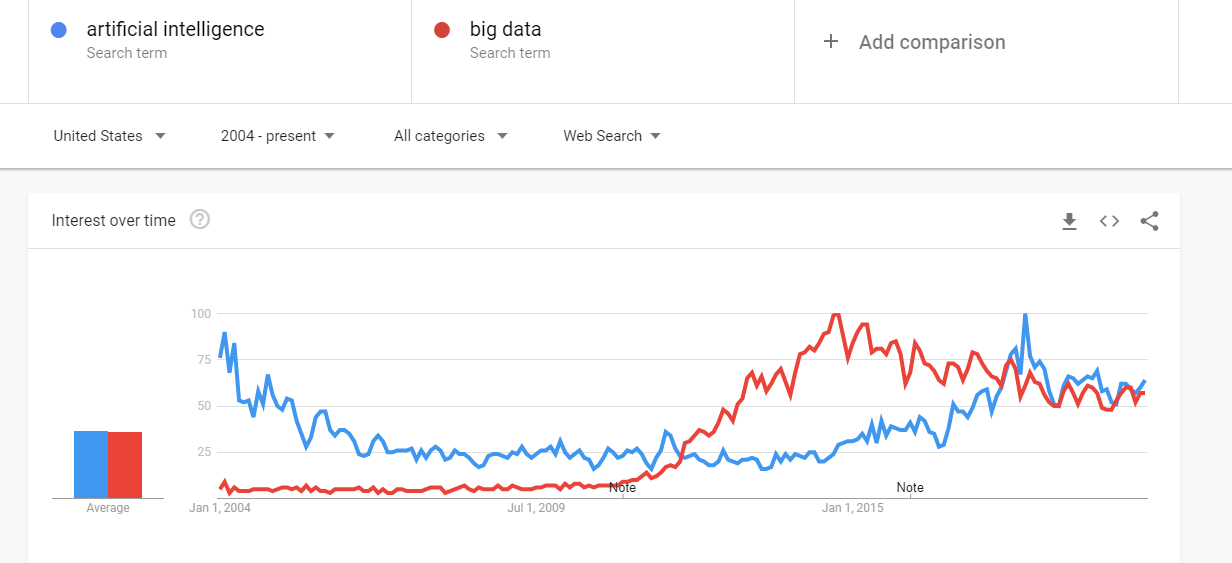 artificial intelligence
Search term
big data
Search term
+ Add comparison
United States
2004 - present
All categories
Web Search
Interest over time ?
100
75
50
25
Average
Note
Note
Jan 1, 2004
Jul 1, 2009
Jan 1, 2015